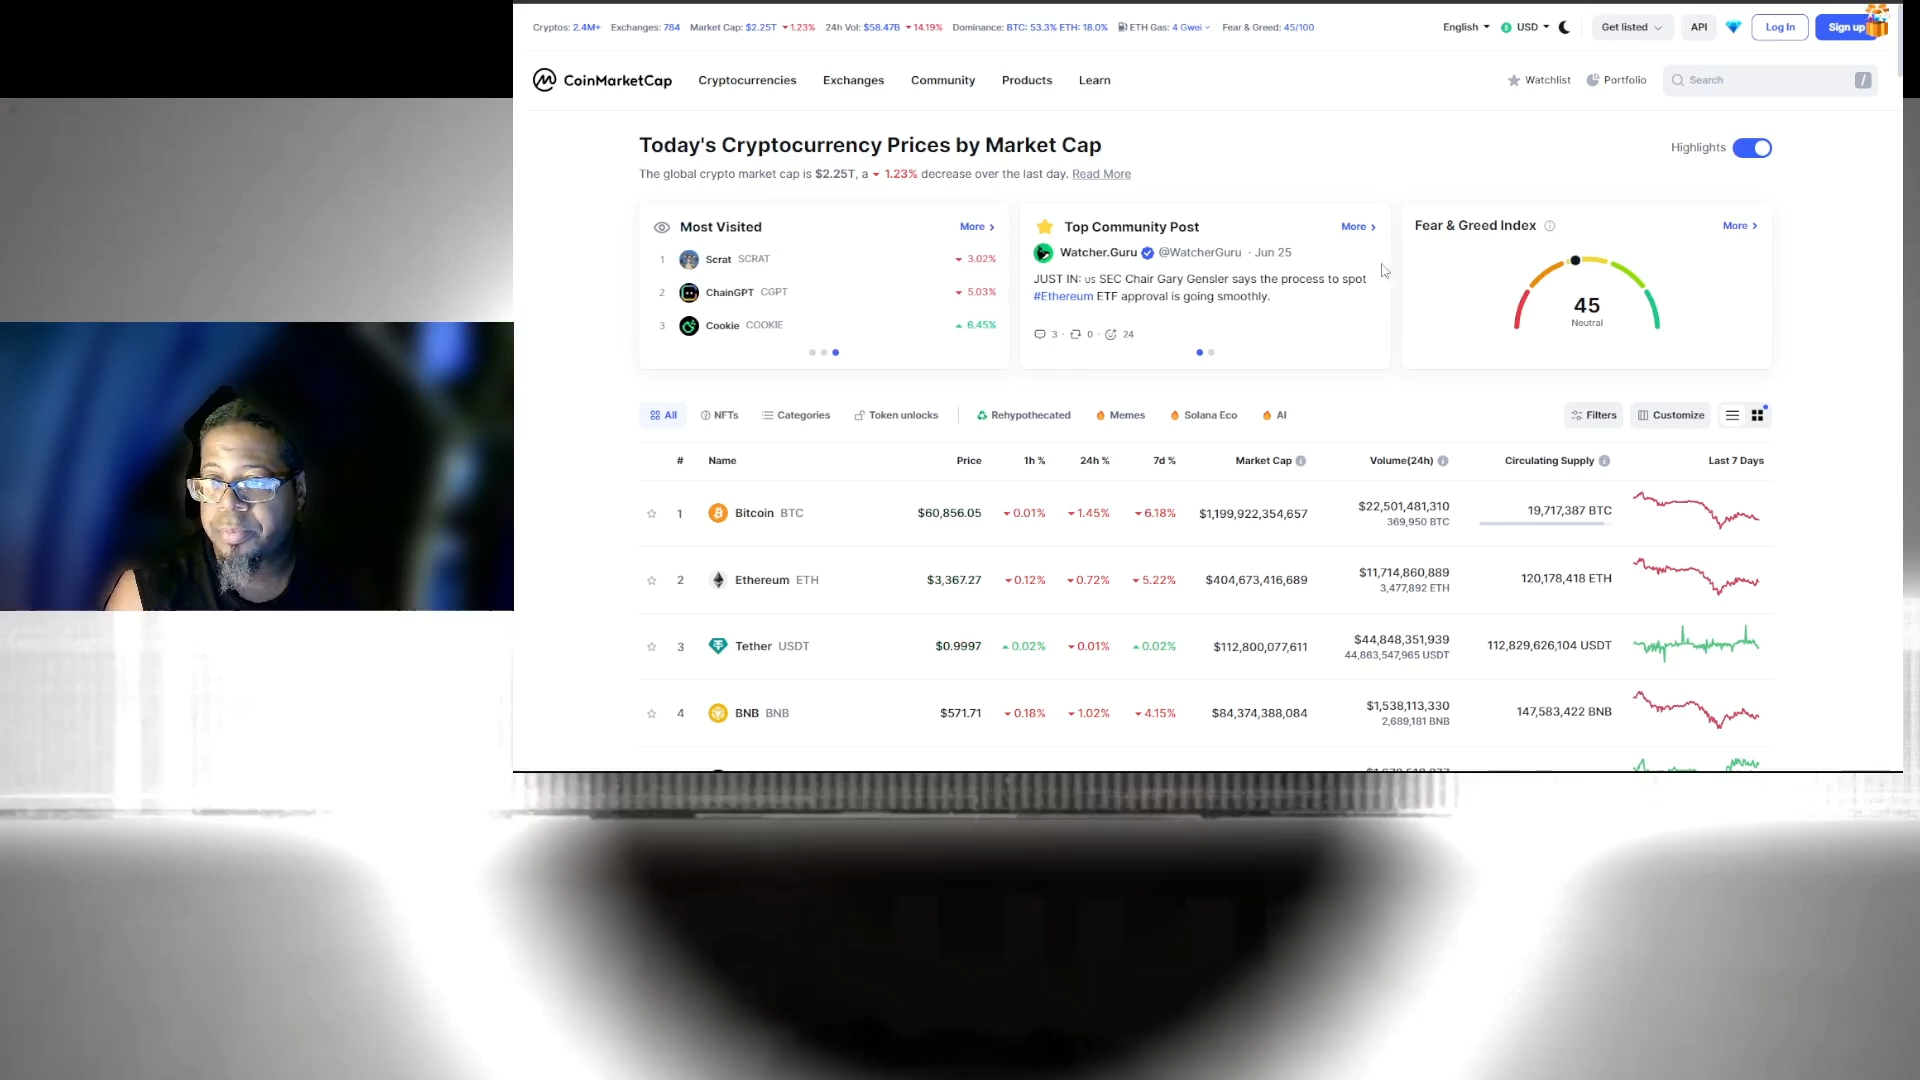 Cryptos: 2.4M+ Exchanges: 784 Market Cap: $2.25T 1.23% 24h Vol: $58.47B 14.19% Dominance: BTC: 53.3% ETH: 18.0% ETH Gas: 4 Gwei Fear & Greed: 45/100 English USD Get listed API Log In Sign up
CoinMarketCap Cryptocurrencies Exchanges Community Products Learn Watchlist Portfolio Search /
Today's Cryptocurrency Prices by Market Cap Highlights
The global crypto market cap is $2.25T, a 1.23% decrease over the last day. Read More
Most Visited More
1 Scrat SCRAT 3.02%
2 ChainGPT CGPT 5.03%
3 Cookie COOKIE 6.45%
Top Community Post More
Watcher.Guru @WatcherGuru · Jun 25
JUST IN: us SEC Chair Gary Gensler says the process to spot
#Ethereum ETF approval is going smoothly.
3 · 0 · 24
Fear & Greed Index More
45
Neutral
All NFTs Categories Token unlocks Rehypothecated Memes Solana Eco AI Filters Customize
# Name Price 1h % 24h % 7d % Market Cap Volume(24h) Circulating Supply Last 7 Days
1 Bitcoin BTC $60,856.05 0.01% 1.45% 6.18% $1,199,922,354,657 $22,501,481,310 19,717,387 BTC
369,950 BTC
2 Ethereum ETH $3,367.27 0.12% 0.72% 5.22% $404,673,416,689 $11,714,860,889 120,178,418 ETH
3,477,892 ETH
3 Tether USDT $0.9997 0.02% 0.01% 0.02% $112,800,077,611 $44,848,351,939 112,829,626,104 USDT
44,863,547,965 USDT
4 BNB BNB $571.71 0.18% 1.02% 4.15% $84,374,388,084 $1,538,113,330 147,583,422 BNB
2,689,181 BNB